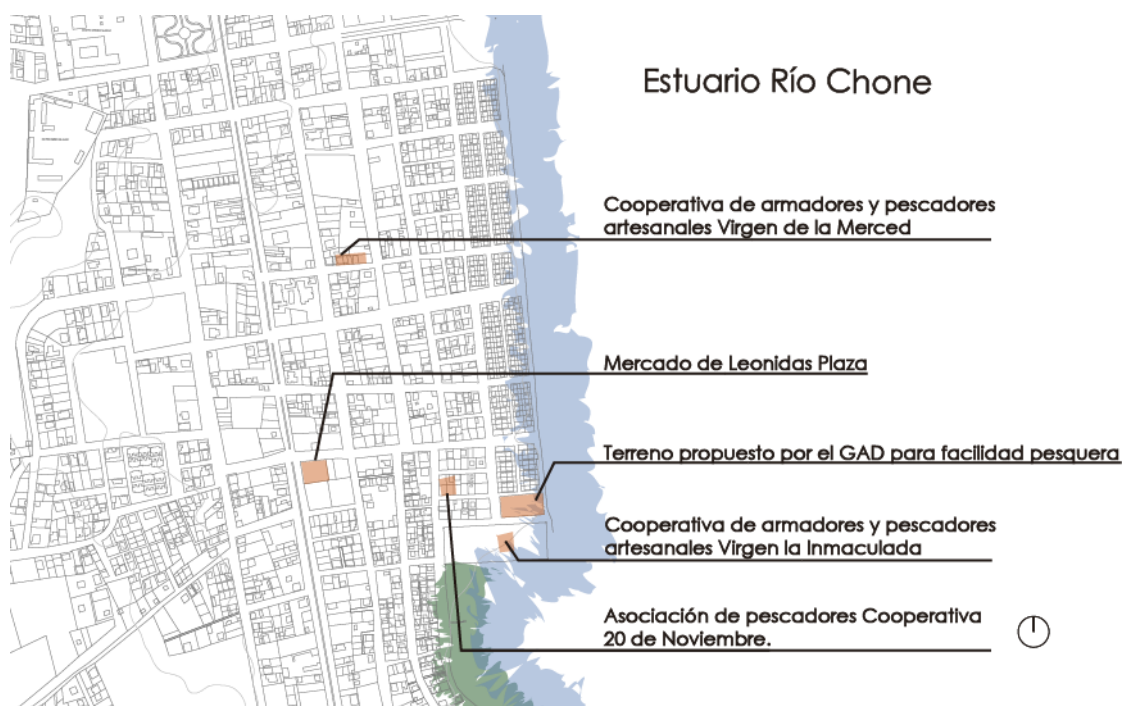 Estuario Río Chone
Cooperativa de armadores y pescadores
artesanales Virgen de la Merced
Mercado de Leonidas Plaza
Terreno propuesto por el GAD para facilidad pesquera
Cooperativa de armadores y pescadores
artesanales Virgen la Inmaculada
Asociación de pescadores Cooperativa
20 de Noviembre.